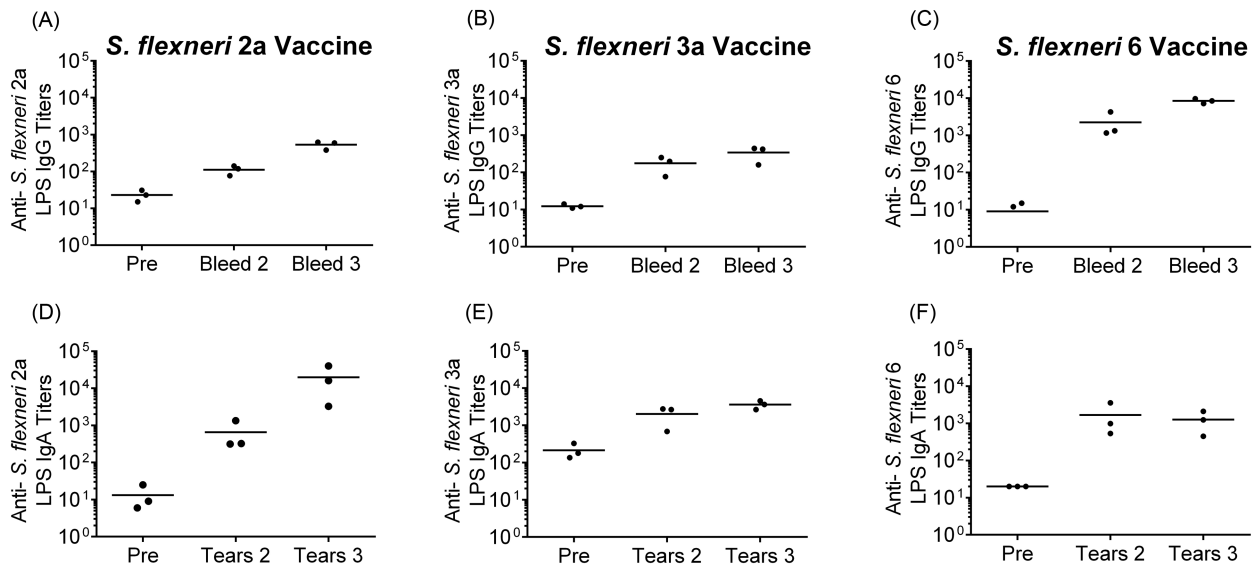 (A)
S. flexneri 2a Vaccine
Anti- S. flexneri 2a
LPS IgG Titers
10^5
10^4
10^3
10^2
10^1
10^0
Pre Bleed 2 Bleed 3
(B)
S. flexneri 3a Vaccine
Anti- S. flexneri 3a
LPS IgG Titers
10^5
10^4
10^3
10^2
10^1
10^0
Pre Bleed 2 Bleed 3
(C)
S. flexneri 6 Vaccine
Anti- S. flexneri 6
LPS IgG Titers
10^5
10^4
10^3
10^2
10^1
10^0
Pre Bleed 2 Bleed 3
(D)
Anti- S. flexneri 2a
LPS IgA Titers
10^5
10^4
10^3
10^2
10^1
10^0
Pre Tears 2 Tears 3
(E)
Anti- S. flexneri 3a
LPS IgA Titers
10^5
10^4
10^3
10^2
10^1
10^0
Pre Tears 2 Tears 3
(F)
Anti- S. flexneri 6
LPS IgA Titers
10^5
10^4
10^3
10^2
10^1
10^0
Pre Tears 2 Tears 3